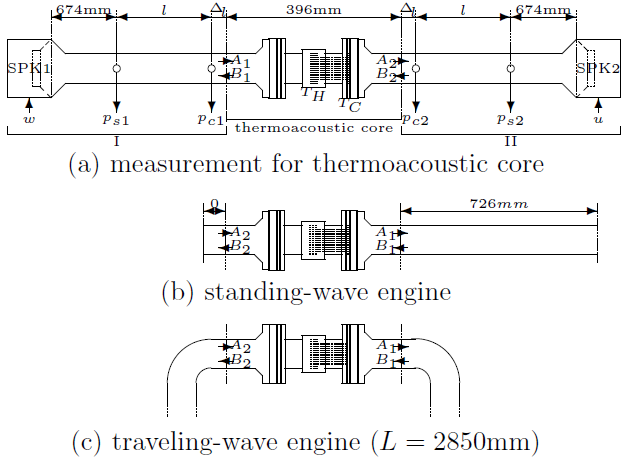 674mm l Δl 396mm Δl l 674mm
SPK1 A1 A2 SPK2
B1 B2
TH TC
w ps1 pc1 pc2 ps2 u
thermoacoustic core
I II
(a) measurement for thermoacoustic core
0 726mm
A2 A1
B2 B1
(b) standing-wave engine
A2 A1
B2 B1
(c) traveling-wave engine (L = 2850mm)